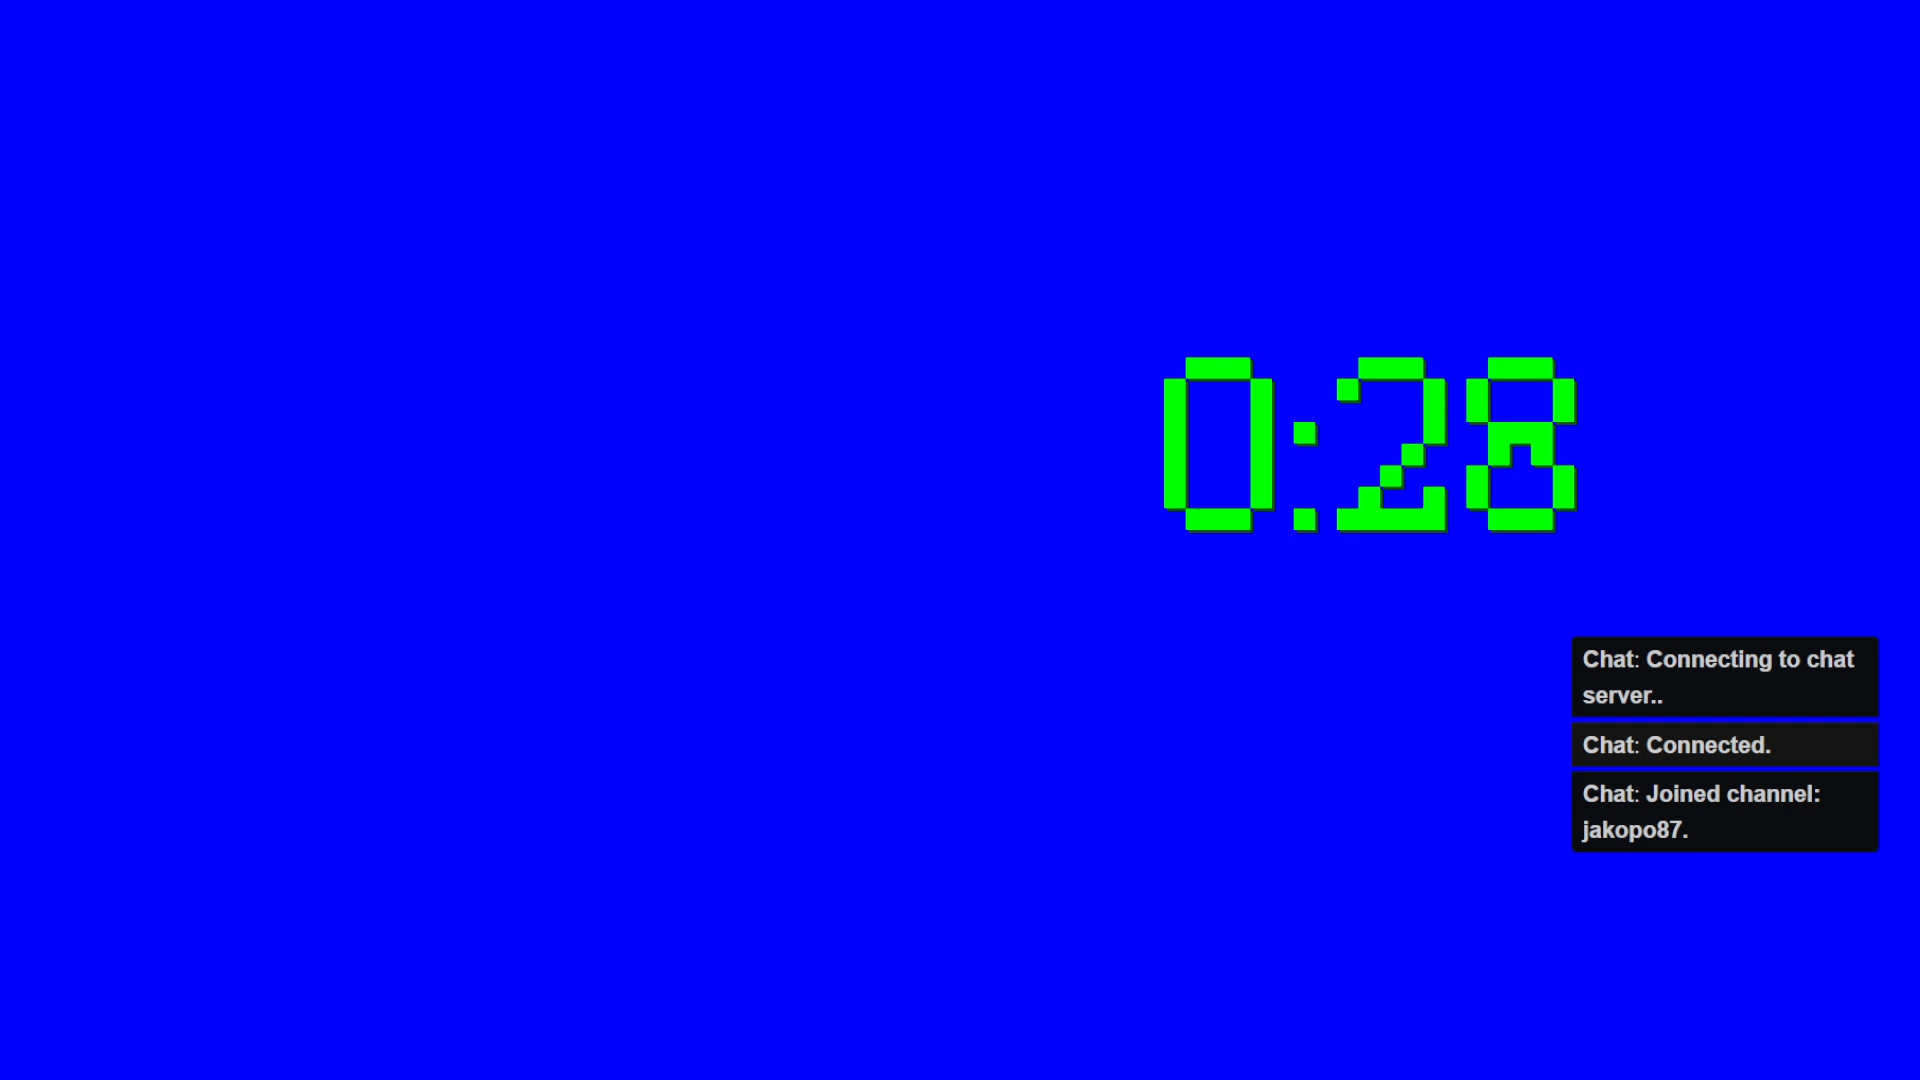 0:28
Chat: Connecting to chat
server..
Chat: Connected.
Chat: Joined channel:
jakopo87.